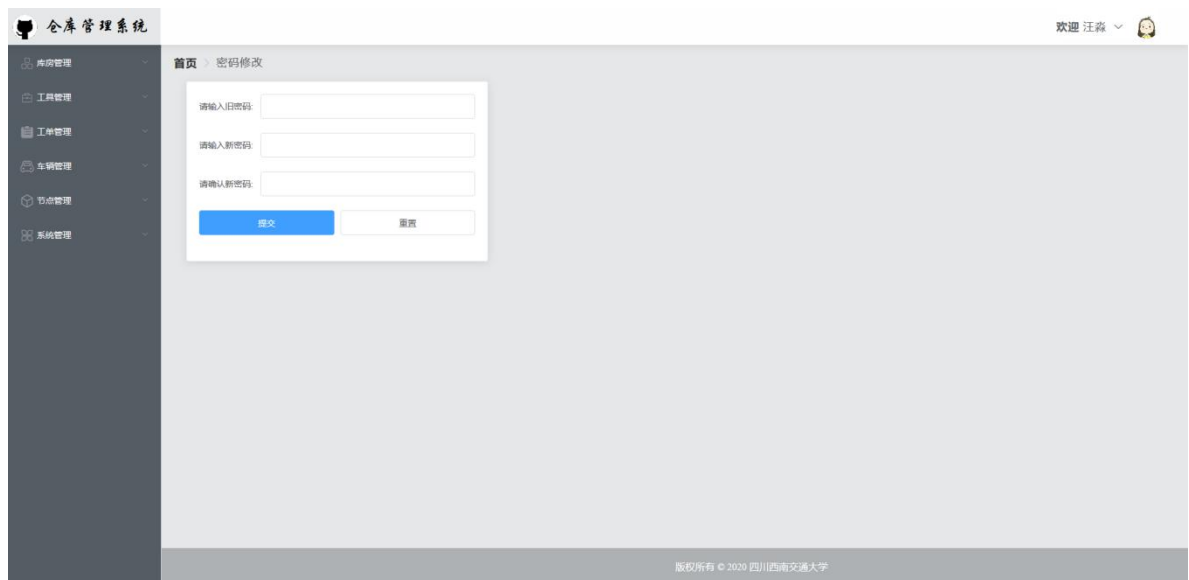 仓库管理系统
欢迎 汪淼
库房管理
工具管理
工单管理
车辆管理
节点管理
系统管理
首页 密码修改
请输入旧密码:
请输入新密码:
请确认新密码:
提交 重置
版权所有 © 2020 四川西南交通大学